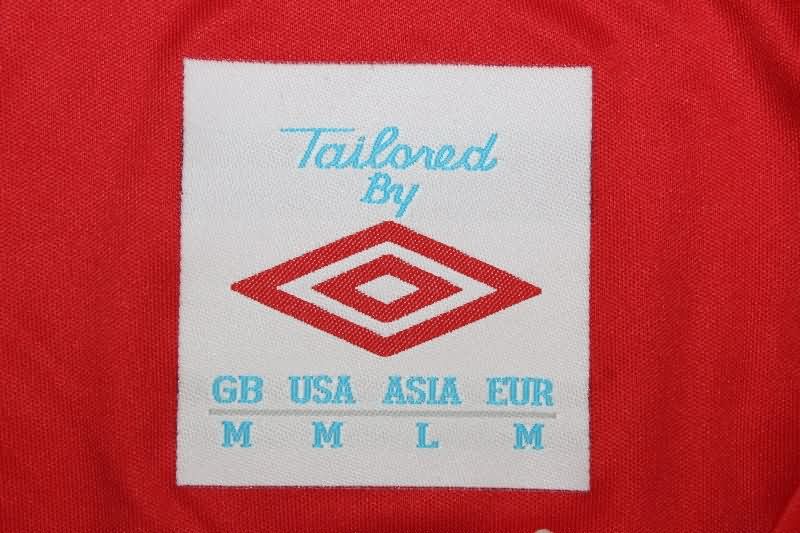 Tailored
By
GB USA ASIA EUR
M M L M